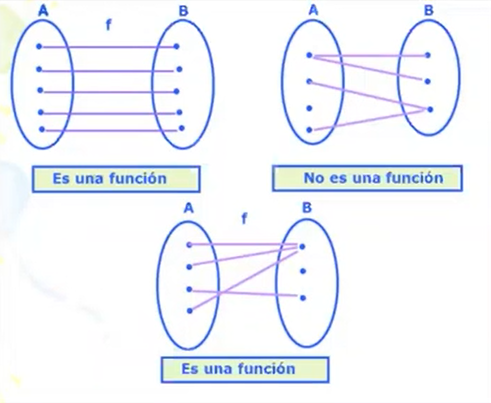 A B A B
f
Es una función No es una función
A B
f
Es una función